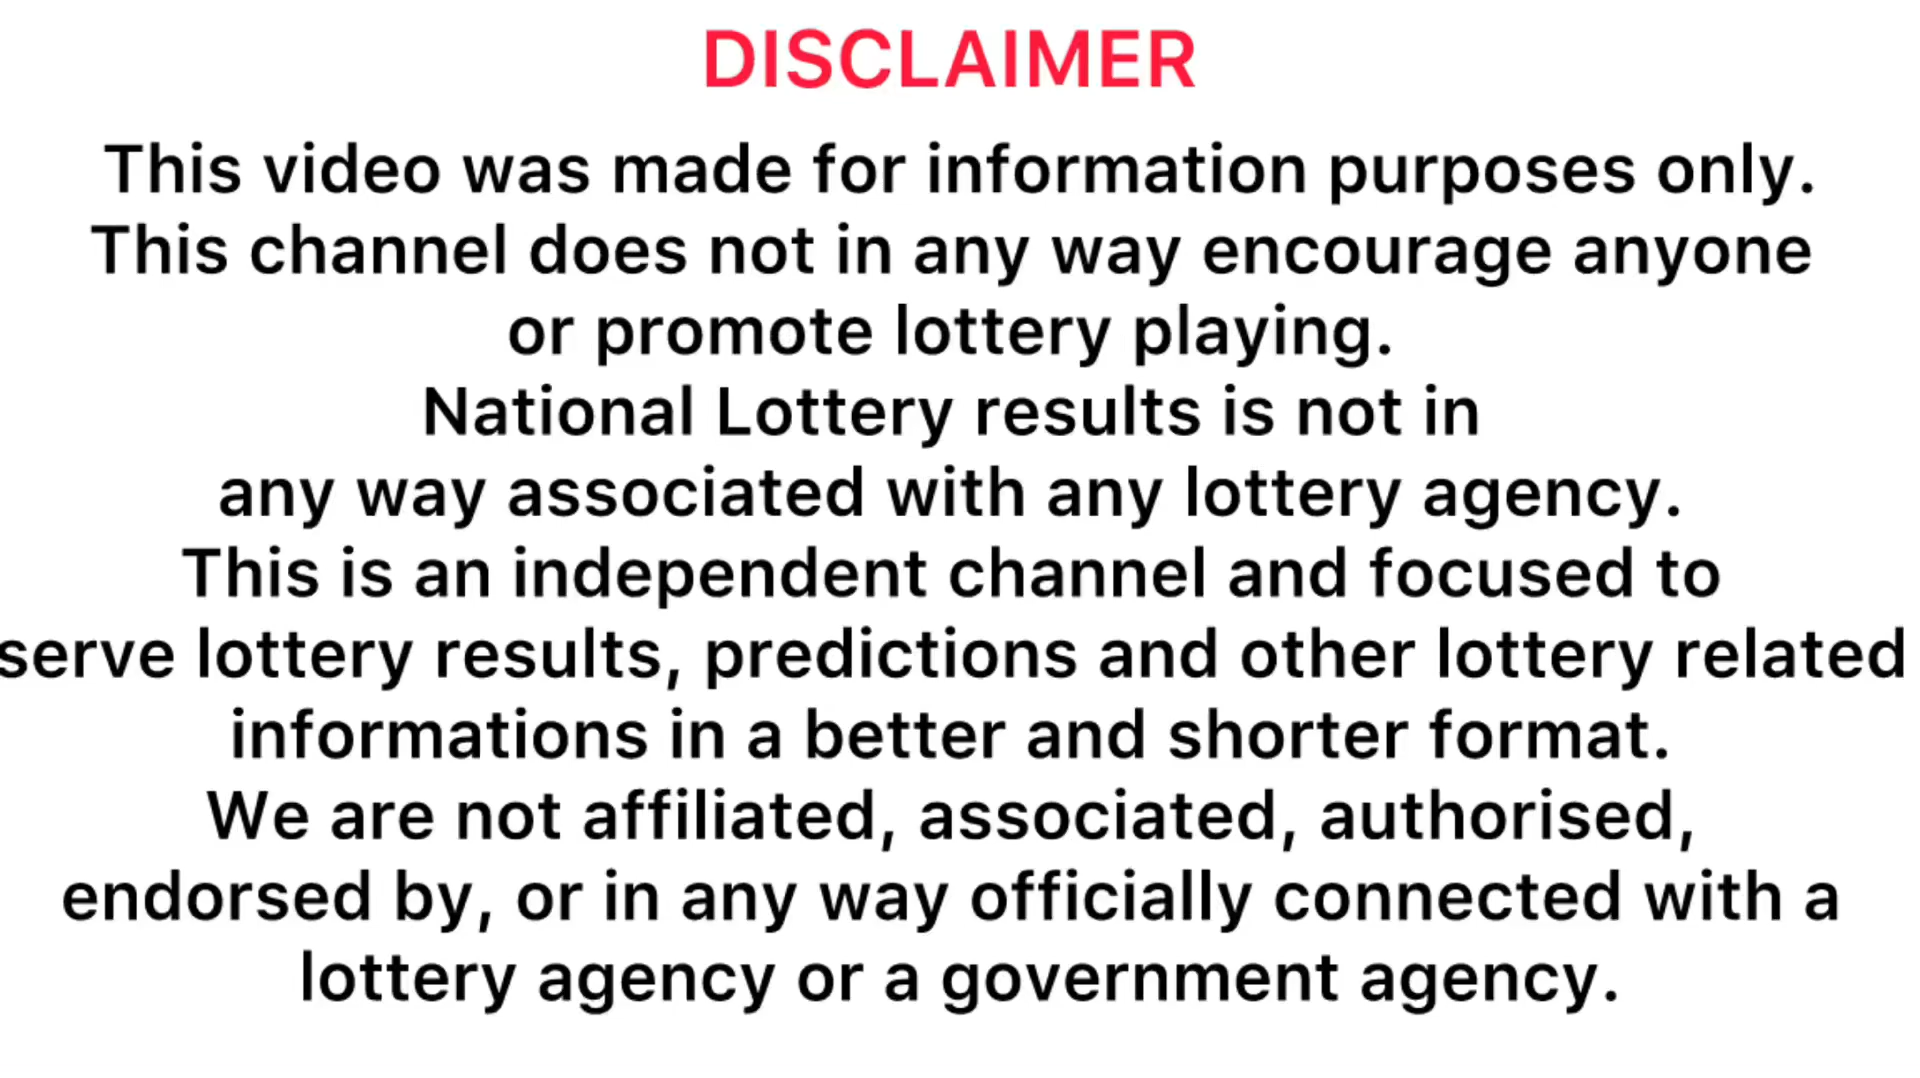 DISCLAIMER
This video was made for information purposes only.
This channel does not in any way encourage anyone
or promote lottery playing.
National Lottery results is not in
any way associated with any lottery agency.
This is an independent channel and focused to
serve lottery results, predictions and other lottery related
informations in a better and shorter format.
We are not affiliated, associated, authorised,
endorsed by, or in any way officially connected with a
lottery agency or a government agency.